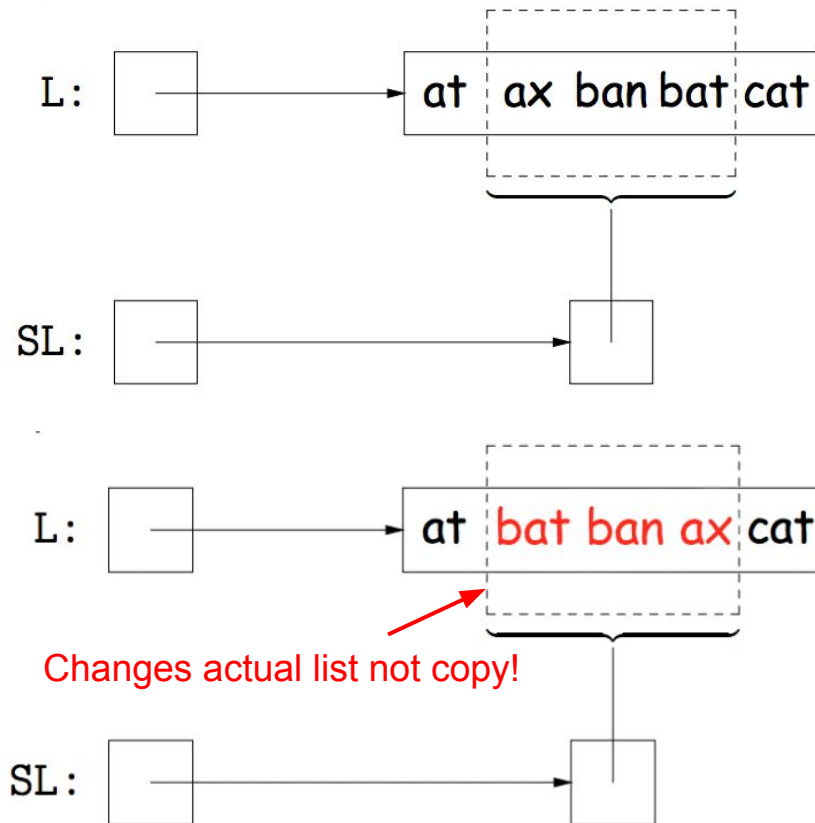 L: at ax ban bat cat
SL:
L: at bat ban ax cat
Changes actual list not copy!
SL: